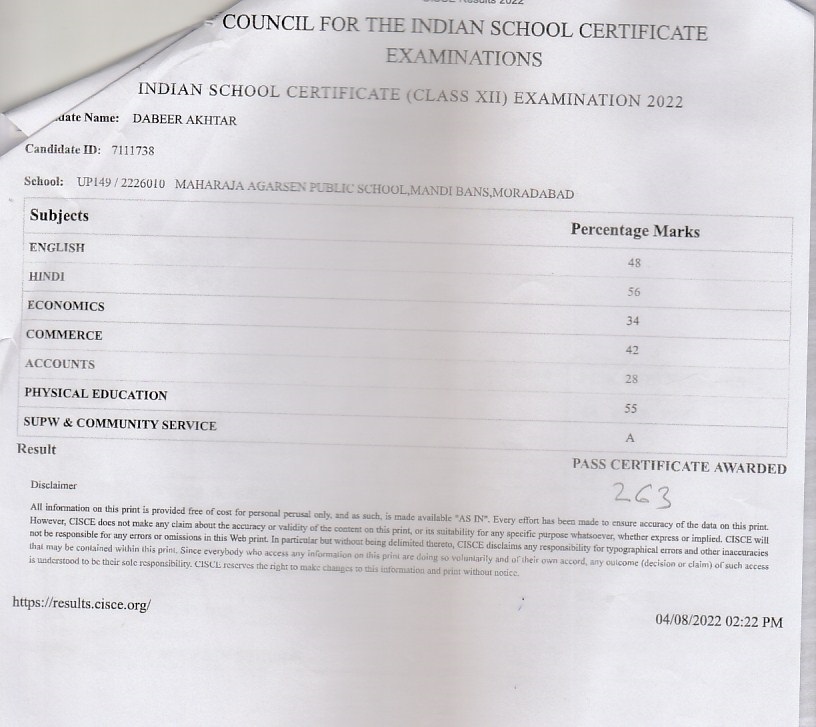 COUNCIL FOR THE INDIAN SCHOOL CERTIFICATE
EXAMINATIONS
INDIAN SCHOOL CERTIFICATE (CLASS XII) EXAMINATION 2022
date Name: DABEER AKHTAR
Candidate ID: 7111738
School: UP149 / 2226010 MAHARAJA AGARSEN PUBLIC SCHOOL,MANDI BANS,MORADABAD
Subjects Percentage Marks
ENGLISH 48
HINDI 56
ECONOMICS 34
COMMERCE 42
ACCOUNTS 28
PHYSICAL EDUCATION 55
SUPW & COMMUNITY SERVICE A
Result PASS CERTIFICATE AWARDED
263
Disclaimer
All information on this print is provided free of cost for personal perusal only, and as such, is made available "AS IN". Every effort has been made to ensure accuracy of the data on this print.
However, CISCE does not make any claim about the accuracy or validity of the content on this print, or its suitability for any specific purpose whatsoever, whether express or implied. CISCE will
not be responsible for any errors or omissions in this Web print. In particular but without being delimited thereto, CISCE disclaims any responsibility for typographical errors and other inaccuracies
that may be contained within this print. Since everybody who access any information on this print are doing so voluntarily and of their own accord, any outcome (decision or claim) of such access
is understood to be their sole responsibility. CISCE reserves the right to make changes to this information and print without notice.
https://results.cisce.org/
04/08/2022 02:22 PM